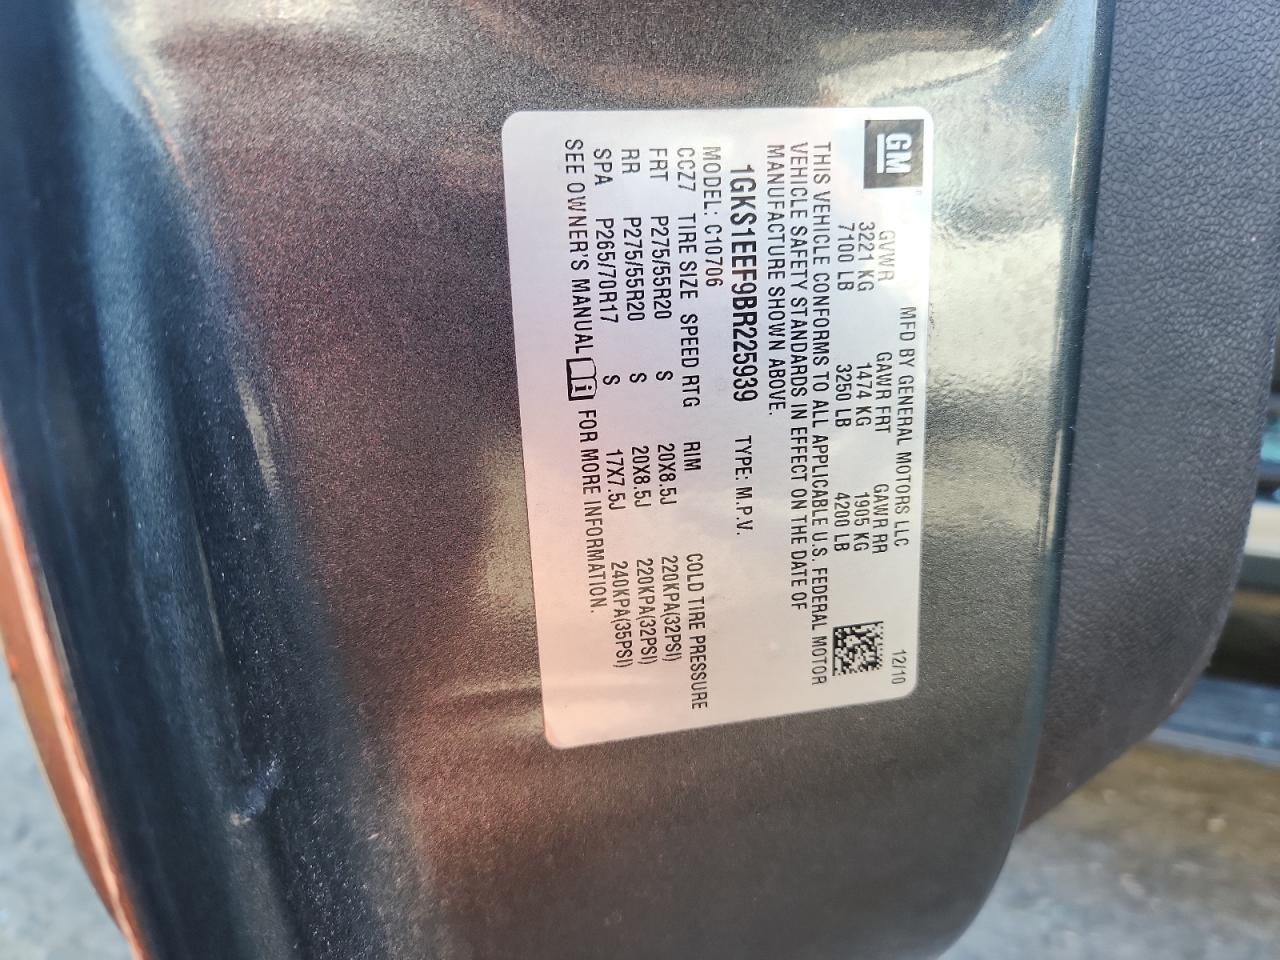 GM
MFD BY GENERAL MOTORS LLC 12/10
GVWR GAWR FRT GAWR RR
3221 KG 1474 KG 1905 KG
7100 LB 3250 LB 4200 LB
THIS VEHICLE CONFORMS TO ALL APPLICABLE U.S. FEDERAL MOTOR
VEHICLE SAFETY STANDARDS IN EFFECT ON THE DATE OF
MANUFACTURE SHOWN ABOVE.
1GKS1EEF9BR225939 TYPE: M.P.V.
MODEL: C10706
CCZ7 TIRE SIZE SPEED RTG RIM COLD TIRE PRESSURE
FRT P275/55R20 S 20X8.5J 220KPA(32PSI)
RR P275/55R20 S 20X8.5J 220KPA(32PSI)
SPA P265/70R17 S 17X7.5J 240KPA(35PSI)
SEE OWNER'S MANUAL i FOR MORE INFORMATION.